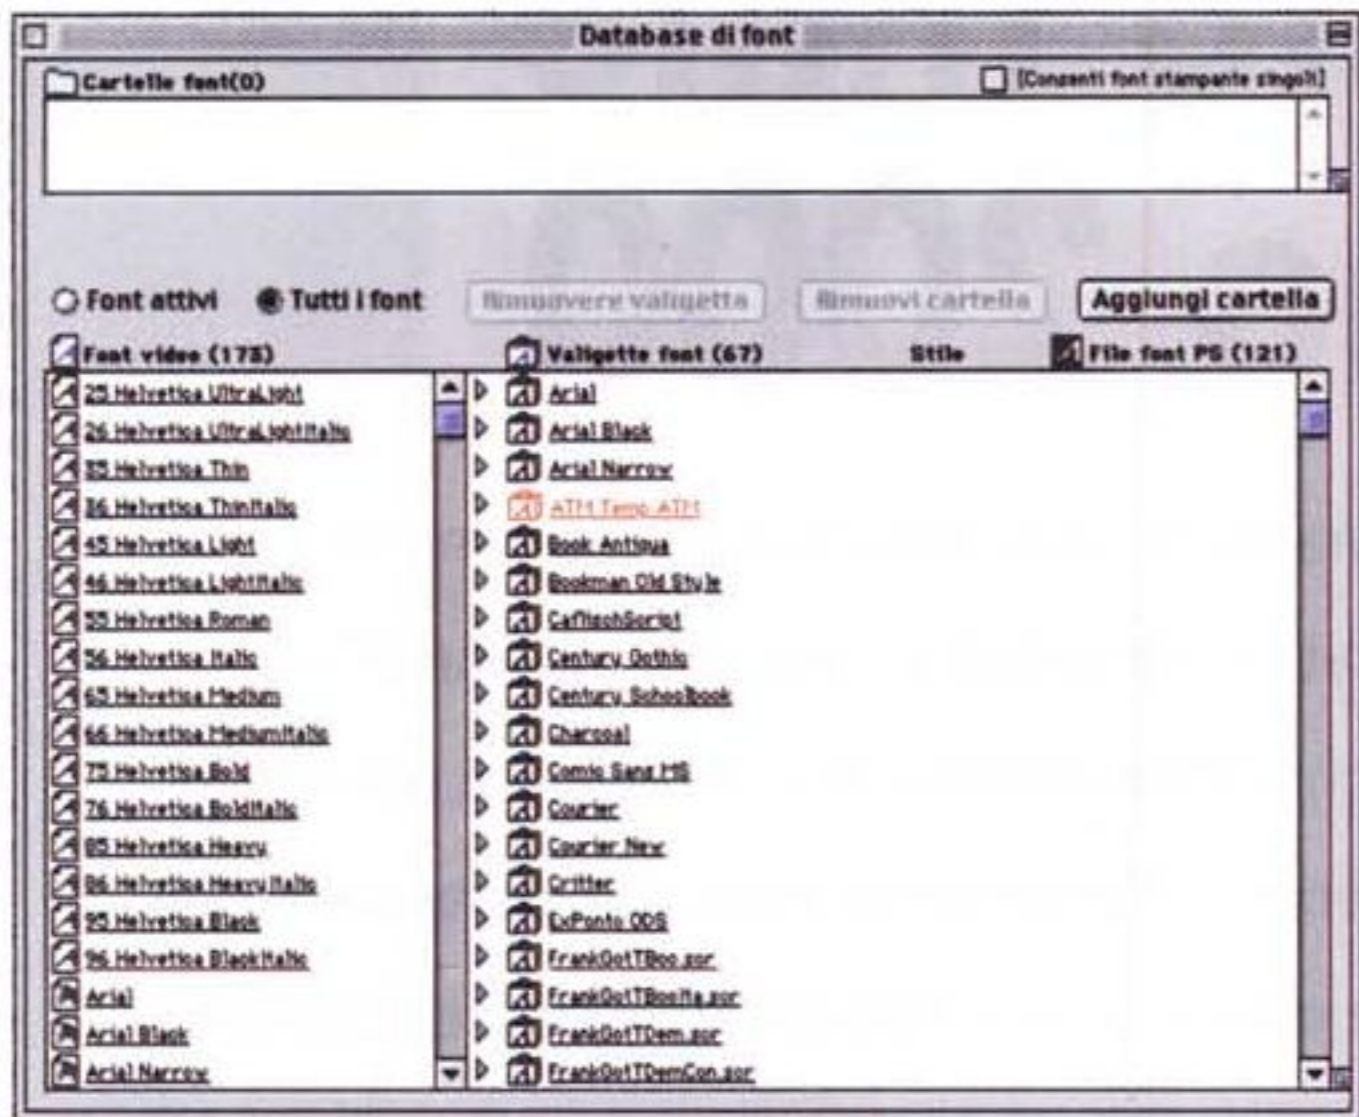 Database di font
Cartelle font(0)
[Consenti font stampante singoli]
Font attivi
Tutti i font
Rimuovere valigetta
Rimuovi cartella
Aggiungi cartella
Font video (173)
Valigette font (67)
Stile
File font PS (121)
25 Helvetica UltraLight
26 Helvetica UltraLightItalic
35 Helvetica Thin
36 Helvetica ThinItalic
45 Helvetica Light
46 Helvetica LightItalic
55 Helvetica Roman
56 Helvetica Italic
65 Helvetica Medium
66 Helvetica MediumItalic
75 Helvetica Bold
76 Helvetica BoldItalic
85 Helvetica Heavy
86 Helvetica HeavyItalic
95 Helvetica Black
96 Helvetica BlackItalic
Arial
Arial Black
Arial Narrow
Arial
Arial Black
Arial Narrow
ATM Temp.ATM
Book Antiqua
Bookman Old Style
CaflischScript
Century Gothic
Century Schoolbook
Charcoal
Comic Sans MS
Courier
Courier New
Critter
ExPonto ODS
FrankGotTBoo.scr
FrankGotTBooIta.scr
FrankGotTDem.scr
FrankGotTDemCon.scr